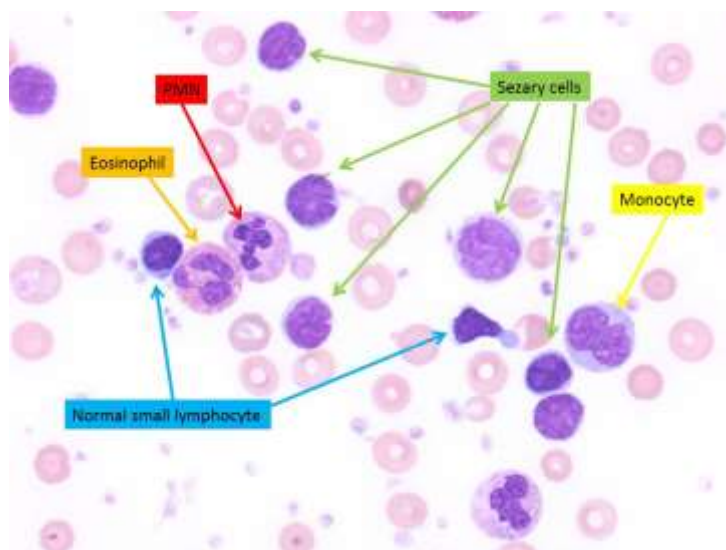 PMN
Sezary cells
Eosinophil
Monocyte
Normal small lymphocyte